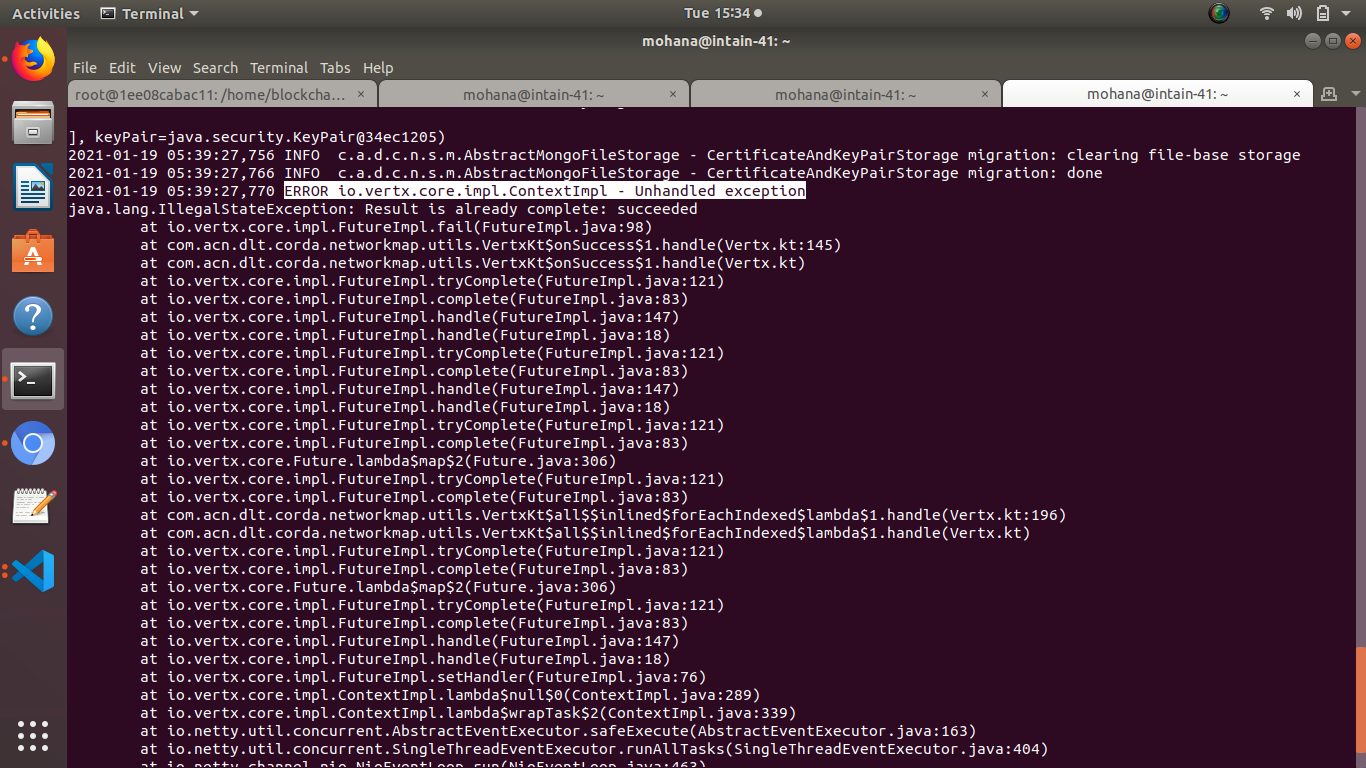 Activities Terminal Tue 15:34
mohana@intain-41: ~
File Edit View Search Terminal Tabs Help
root@1ee08cabac11: /home/blockcha… × mohana@intain-41: ~ × mohana@intain-41: ~ × mohana@intain-41: ~ ×
], keyPair=java.security.KeyPair@34ec1205)
2021-01-19 05:39:27,756 INFO  c.a.d.c.n.s.m.AbstractMongoFileStorage - CertificateAndKeyPairStorage migration: clearing file-base storage
2021-01-19 05:39:27,766 INFO  c.a.d.c.n.s.m.AbstractMongoFileStorage - CertificateAndKeyPairStorage migration: done
2021-01-19 05:39:27,770 ERROR io.vertx.core.impl.ContextImpl - Unhandled exception
java.lang.IllegalStateException: Result is already complete: succeeded
at io.vertx.core.impl.FutureImpl.fail(FutureImpl.java:98)
at com.acn.dlt.corda.networkmap.utils.VertxKt$onSuccess$1.handle(Vertx.kt:145)
at com.acn.dlt.corda.networkmap.utils.VertxKt$onSuccess$1.handle(Vertx.kt)
at io.vertx.core.impl.FutureImpl.tryComplete(FutureImpl.java:121)
at io.vertx.core.impl.FutureImpl.complete(FutureImpl.java:83)
at io.vertx.core.impl.FutureImpl.handle(FutureImpl.java:147)
at io.vertx.core.impl.FutureImpl.handle(FutureImpl.java:18)
at io.vertx.core.impl.FutureImpl.tryComplete(FutureImpl.java:121)
at io.vertx.core.impl.FutureImpl.complete(FutureImpl.java:83)
at io.vertx.core.impl.FutureImpl.handle(FutureImpl.java:147)
at io.vertx.core.impl.FutureImpl.handle(FutureImpl.java:18)
at io.vertx.core.impl.FutureImpl.tryComplete(FutureImpl.java:121)
at io.vertx.core.impl.FutureImpl.complete(FutureImpl.java:83)
at io.vertx.core.Future.lambda$map$2(Future.java:306)
at io.vertx.core.impl.FutureImpl.tryComplete(FutureImpl.java:121)
at io.vertx.core.impl.FutureImpl.complete(FutureImpl.java:83)
at com.acn.dlt.corda.networkmap.utils.VertxKt$all$$inlined$forEachIndexed$lambda$1.handle(Vertx.kt:196)
at com.acn.dlt.corda.networkmap.utils.VertxKt$all$$inlined$forEachIndexed$lambda$1.handle(Vertx.kt)
at io.vertx.core.impl.FutureImpl.tryComplete(FutureImpl.java:121)
at io.vertx.core.impl.FutureImpl.complete(FutureImpl.java:83)
at io.vertx.core.Future.lambda$map$2(Future.java:306)
at io.vertx.core.impl.FutureImpl.tryComplete(FutureImpl.java:121)
at io.vertx.core.impl.FutureImpl.complete(FutureImpl.java:83)
at io.vertx.core.impl.FutureImpl.handle(FutureImpl.java:147)
at io.vertx.core.impl.FutureImpl.handle(FutureImpl.java:18)
at io.vertx.core.impl.FutureImpl.setHandler(FutureImpl.java:76)
at io.vertx.core.impl.ContextImpl.lambda$null$0(ContextImpl.java:289)
at io.vertx.core.impl.ContextImpl.lambda$wrapTask$2(ContextImpl.java:339)
at io.netty.util.concurrent.AbstractEventExecutor.safeExecute(AbstractEventExecutor.java:163)
at io.netty.util.concurrent.SingleThreadEventExecutor.runAllTasks(SingleThreadEventExecutor.java:404)
at io.netty.channel.nio.NioEventLoop.run(NioEventLoop.java:463)